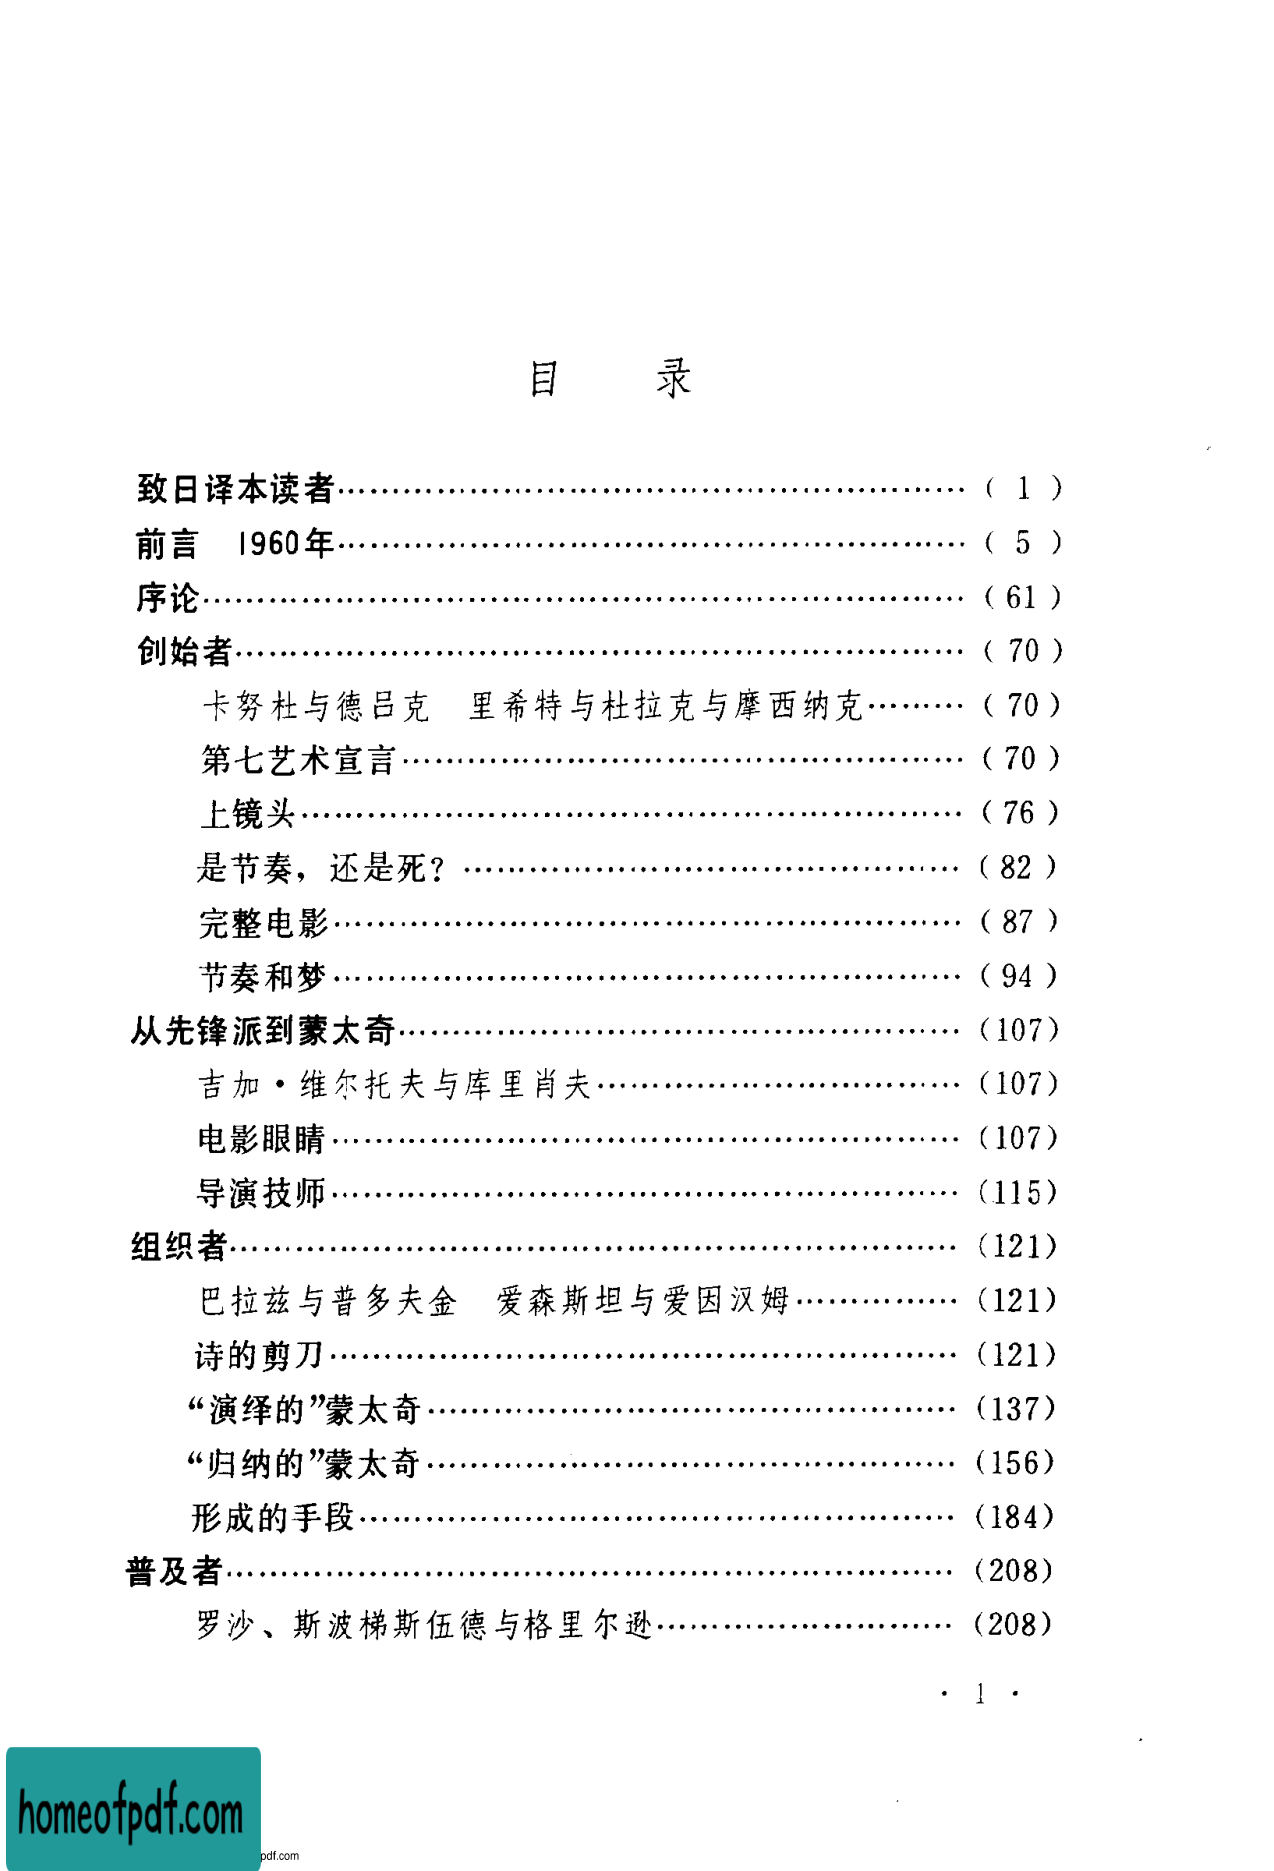 目 录
致日译本读者……………………………………………………( 1 )
前言 1960年……………………………………………………( 5 )
序论………………………………………………………………( 61 )
创始者……………………………………………………………( 70 )
卡努杜与德吕克 里希特与杜拉克与摩西纳克………( 70 )
第七艺术宣言………………………………………………( 70 )
上镜头………………………………………………………( 76 )
是节奏，还是死？…………………………………………( 82 )
完整电影……………………………………………………( 87 )
节奏和梦……………………………………………………( 94 )
从先锋派到蒙太奇………………………………………………(107)
吉加·维尔托夫与库里肖夫………………………………(107)
电影眼睛……………………………………………………(107)
导演技师……………………………………………………(115)
组织者……………………………………………………………(121)
巴拉兹与普多夫金 爱森斯坦与爱因汉姆……………(121)
诗的剪刀……………………………………………………(121)
“演绎的”蒙太奇……………………………………………(137)
“归纳的”蒙太奇……………………………………………(156)
形成的手段…………………………………………………(184)
普及者……………………………………………………………(208)
罗沙、斯波梯斯伍德与格里尔逊………………………(208)
· 1 ·
homeofpdf.com
pdf.com